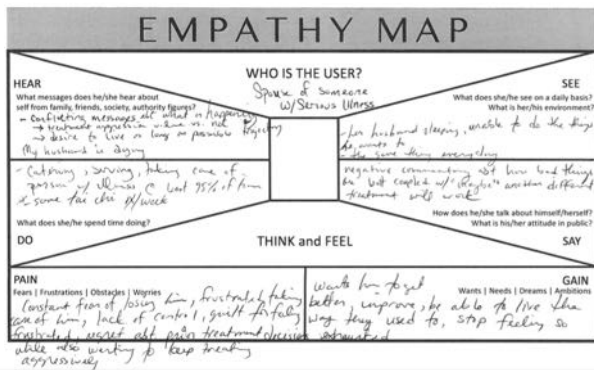 EMPATHY MAP
WHO IS THE USER?
Spouse of someone
w/ Serious Illness
HEAR
What messages does he/she hear about
self from family, friends, society, authority figures?
- Conflicting messages abt what is happening
→ treatment aggression vs. not
→ desire to live as long as possible
trajectory
My husband is dying
SEE
What does she/he see on a daily basis?
What is her/his environment?
- her husband sleeping, unable to do the things
he wants to
- the same thing everyday
- Catering, serving, taking care of
person w/ illness @ least 95% of time
& some tai chi /week
What does she/he spend time doing?
DO
negative commentary abt how bad things
but coupled w/ "maybe" another different
treatment will work
How does he/she talk about himself/herself?
What is his/her attitude in public?
SAY
THINK and FEEL
PAIN
Fears | Frustrations | Obstacles | Worries
Constant fear of losing him, frustrated taking
care of him, lack of control, guilt for feeling
frustrated, regret abt pain treatment decision
while also wanting to keep treating
aggressively
GAIN
Wants | Needs | Dreams | Ambitions
Wants him to get
better, improve, be able to live the
way they used to, stop feeling so
exhausted